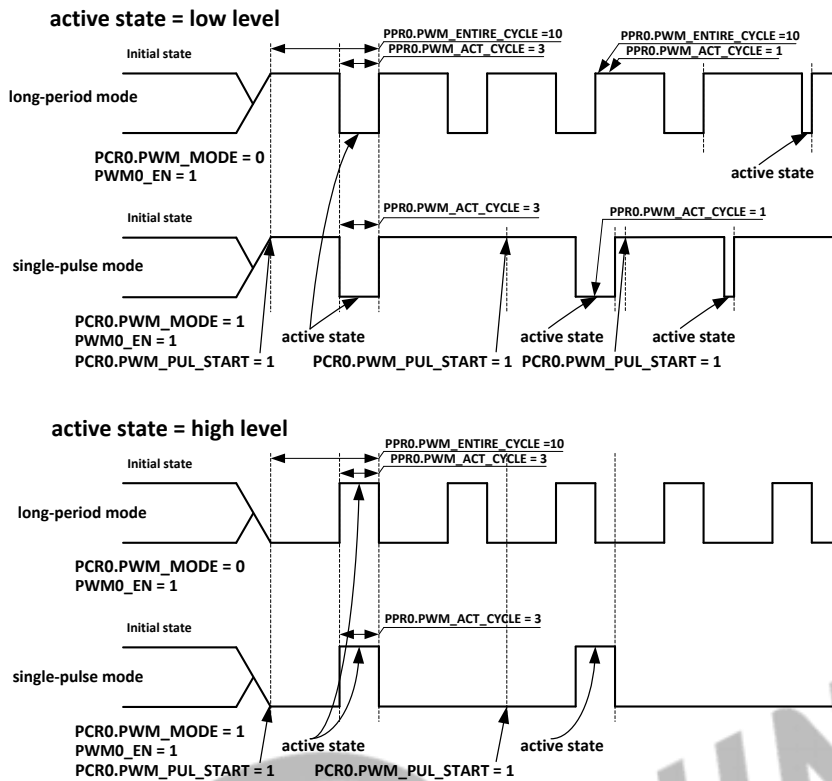 active state = low level
PPR0.PWM_ENTIRE_CYCLE =10
PPR0.PWM_ACT_CYCLE = 3
PPR0.PWM_ENTIRE_CYCLE =10
PPR0.PWM_ACT_CYCLE = 1
Initial state
long-period mode
PCR0.PWM_MODE = 0
PWM0_EN = 1
active state
Initial state
PPR0.PWM_ACT_CYCLE = 3
PPR0.PWM_ACT_CYCLE = 1
single-pulse mode
PCR0.PWM_MODE = 1
PWM0_EN = 1
PCR0.PWM_PUL_START = 1
active state
active state
active state
PCR0.PWM_PUL_START = 1
PCR0.PWM_PUL_START = 1
active state = high level
PPR0.PWM_ENTIRE_CYCLE =10
PPR0.PWM_ACT_CYCLE = 3
Initial state
long-period mode
PCR0.PWM_MODE = 0
PWM0_EN = 1
Initial state
PPR0.PWM_ACT_CYCLE = 3
single-pulse mode
PCR0.PWM_MODE = 1
PWM0_EN = 1
PCR0.PWM_PUL_START = 1
active state
active state
PCR0.PWM_PUL_START = 1